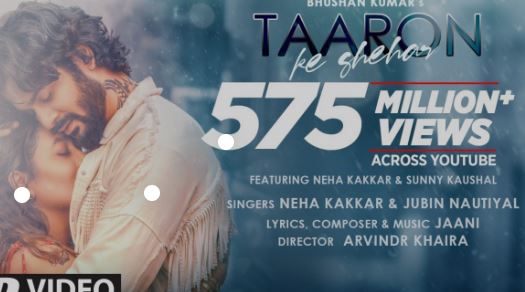 BHUSHAN KUMAR's
TAARON
ke shehar
575 MILLION+
VIEWS
ACROSS YOUTUBE
FEATURING NEHA KAKKAR & SUNNY KAUSHAL
SINGERS NEHA KAKKAR & JUBIN NAUTIYAL
LYRICS, COMPOSER & MUSIC JAANI
DIRECTOR ARVINDR KHAIRA
VIDEO